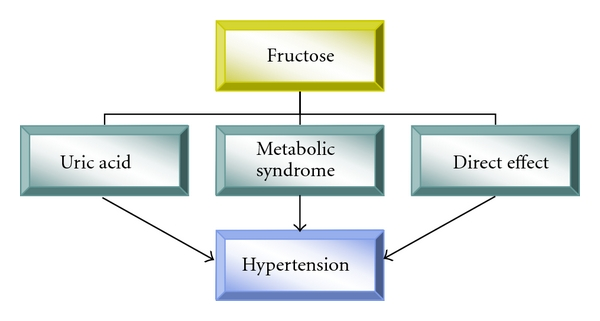 Fructose
Uric acid
Metabolic
syndrome
Direct effect
Hypertension